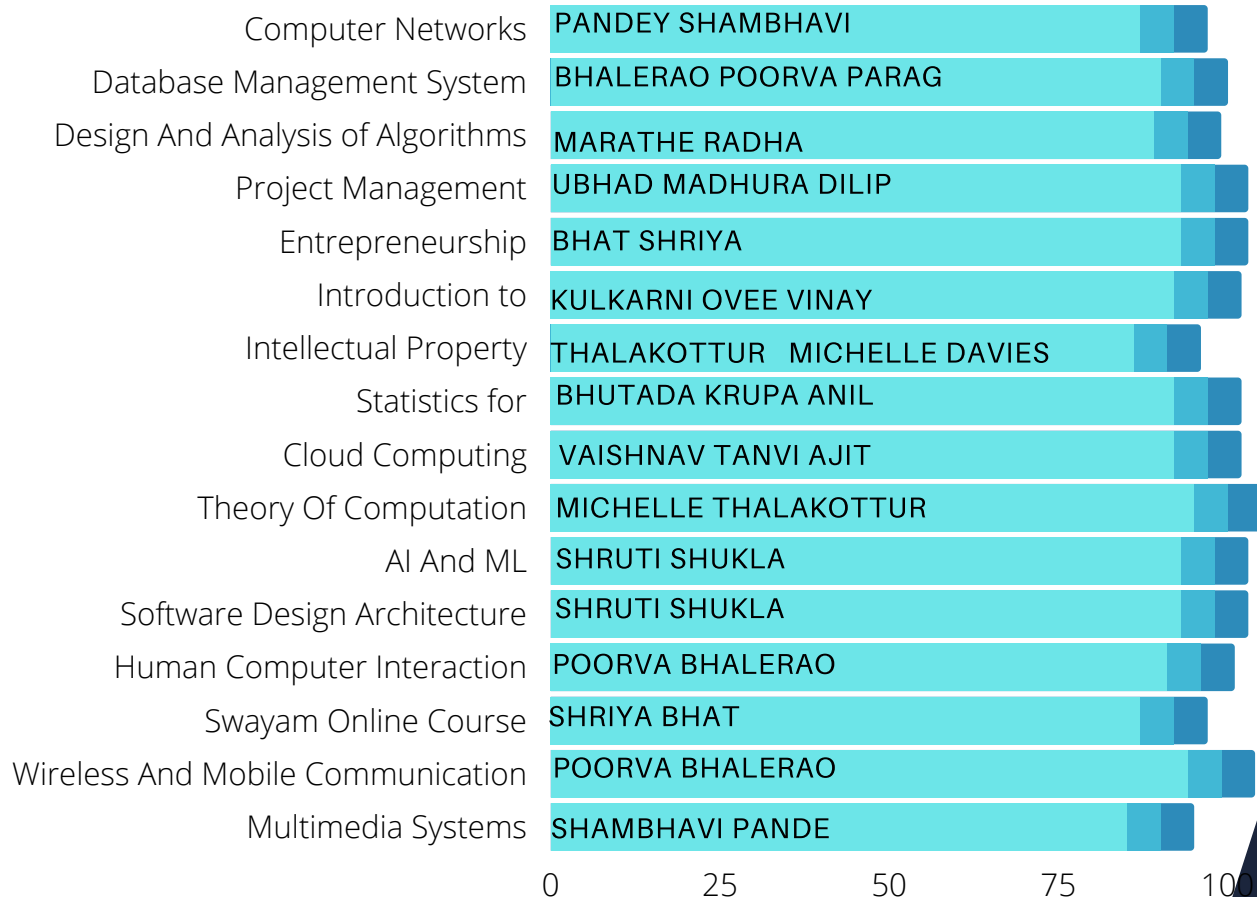 Computer Networks PANDEY SHAMBHAVI
Database Management System BHALERAO POORVA PARAG
Design And Analysis of Algorithms MARATHE RADHA
Project Management UBHAD MADHURA DILIP
Entrepreneurship BHAT SHRIYA
Introduction to KULKARNI OVEE VINAY
Intellectual Property THALAKOTTUR MICHELLE DAVIES
Statistics for BHUTADA KRUPA ANIL
Cloud Computing VAISHNAV TANVI AJIT
Theory Of Computation MICHELLE THALAKOTTUR
AI And ML SHRUTI SHUKLA
Software Design Architecture SHRUTI SHUKLA
Human Computer Interaction POORVA BHALERAO
Swayam Online Course SHRIYA BHAT
Wireless And Mobile Communication POORVA BHALERAO
Multimedia Systems SHAMBHAVI PANDE
0 25 50 75 100